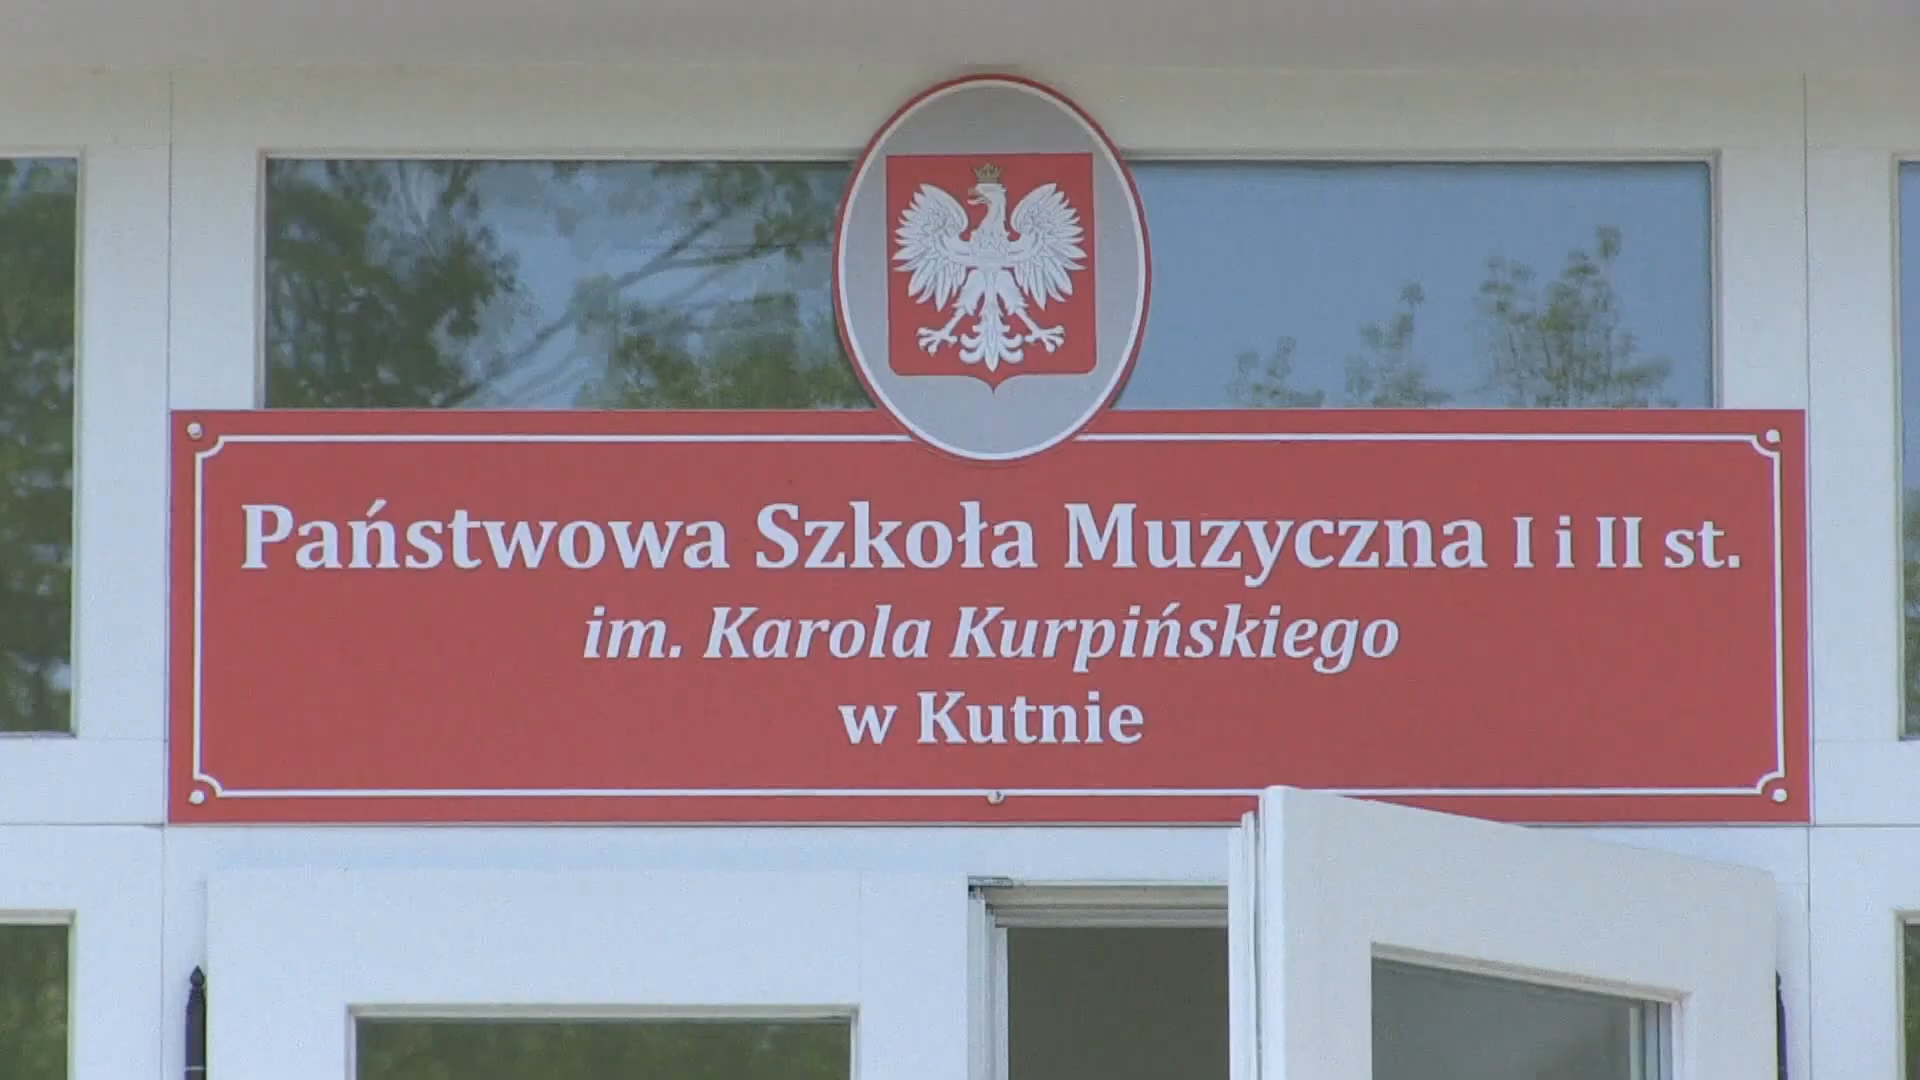 Państwowa Szkoła Muzyczna I i II st.
im. Karola Kurpińskiego
w Kutnie